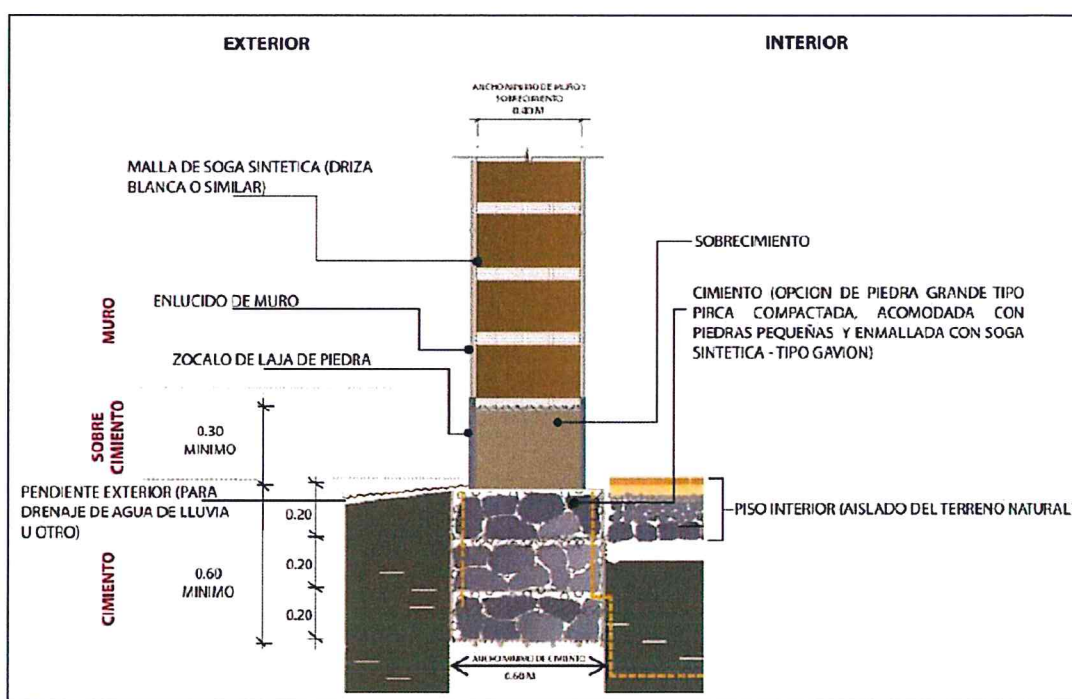 EXTERIOR
INTERIOR
ANCHO MINIMO DE MURO Y
SOBRECIMIENTO
0.40 M
MALLA DE SOGA SINTETICA (DRIZA
BLANCA O SIMILAR)
SOBRECIMIENTO
CIMIENTO (OPCION DE PIEDRA GRANDE TIPO
PIRCA COMPACTADA, ACOMODADA CON
PIEDRAS PEQUEÑAS Y ENMALLADA CON SOGA
SINTETICA - TIPO GAVION)
MURO
ENLUCIDO DE MURO
ZOCALO DE LAJA DE PIEDRA
SOBRE
CIMIENTO
0.30
MINIMO
PENDIENTE EXTERIOR (PARA
DRENAJE DE AGUA DE LLUVIA
U OTRO)
0.20
PISO INTERIOR (AISLADO DEL TERRENO NATURAL)
CIMIENTO
0.60
MINIMO
0.20
0.20
ANCHO MINIMO DE CIMIENTO
0.60 M